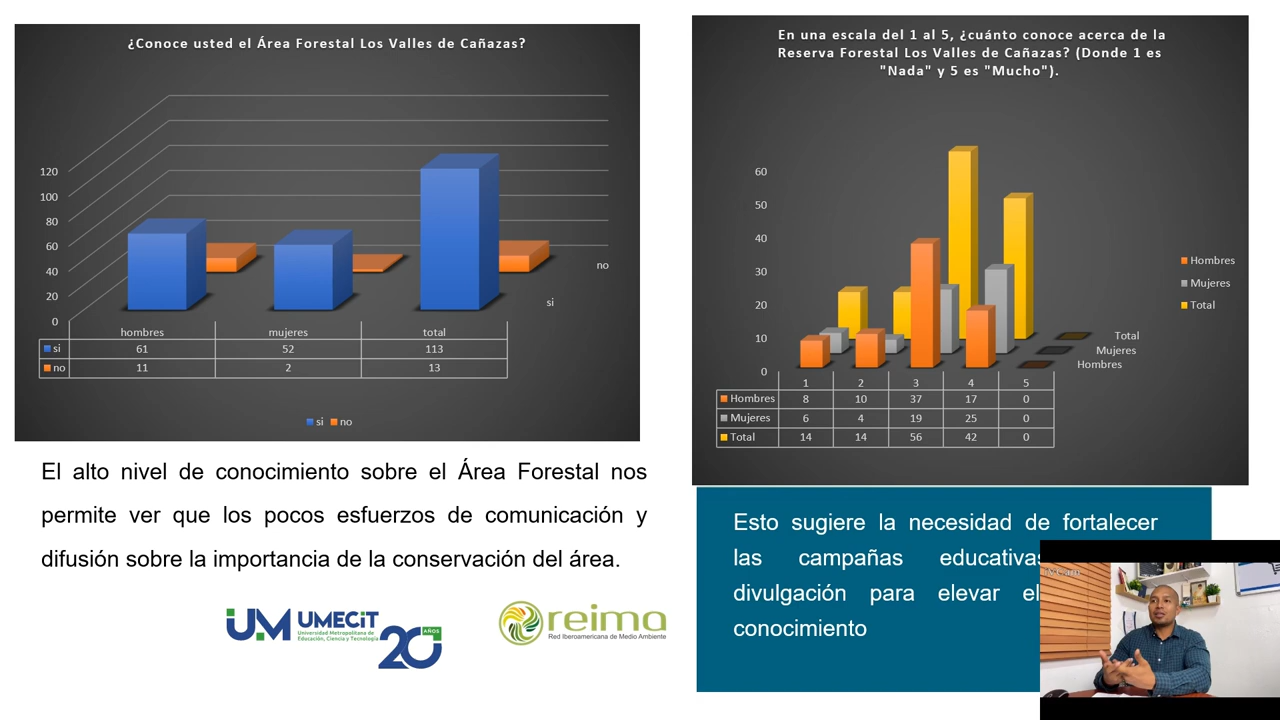 ¿Conoce usted el Área Forestal Los Valles de Cañazas?
120
100
80
60
40
20
0
no
si
hombres mujeres total
si 61 52 113
no 11 2 13
si no
El alto nivel de conocimiento sobre el Área Forestal nos
permite ver que los pocos esfuerzos de comunicación y
difusión sobre la importancia de la conservación del área.
UMECIT
Universidad Metropolitana de
Educación, Ciencia y Tecnología
20 AÑOS
reima
Red Iberoamericana de Medio Ambiente
En una escala del 1 al 5, ¿cuánto conoce acerca de la
Reserva Forestal Los Valles de Cañazas? (Donde 1 es
"Nada" y 5 es "Mucho").
60
50
40
30
20
10
0
Hombres
Mujeres
Total
Total
Mujeres
Hombres
1 2 3 4 5
Hombres 8 10 37 17 0
Mujeres 6 4 19 25 0
Total 14 14 56 42 0
Esto sugiere la necesidad de fortalecer
las campañas educativas
divulgación para elevar el
conocimiento